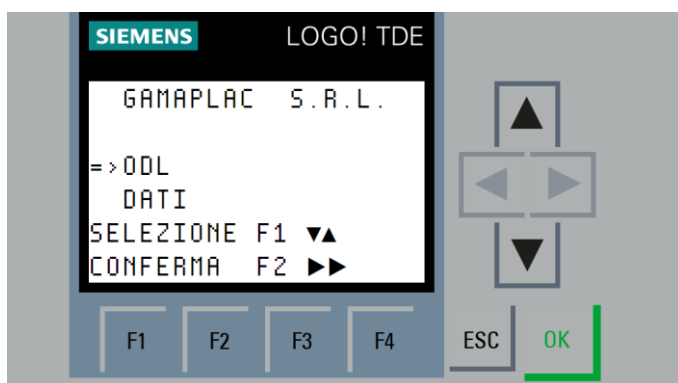 SIEMENS LOGO! TDE
GAMAPLAC S.R.L.
=>ODL
DATI
SELEZIONE F1 ▼▲
CONFERMA F2 ►►
F1 F2 F3 F4 ESC OK